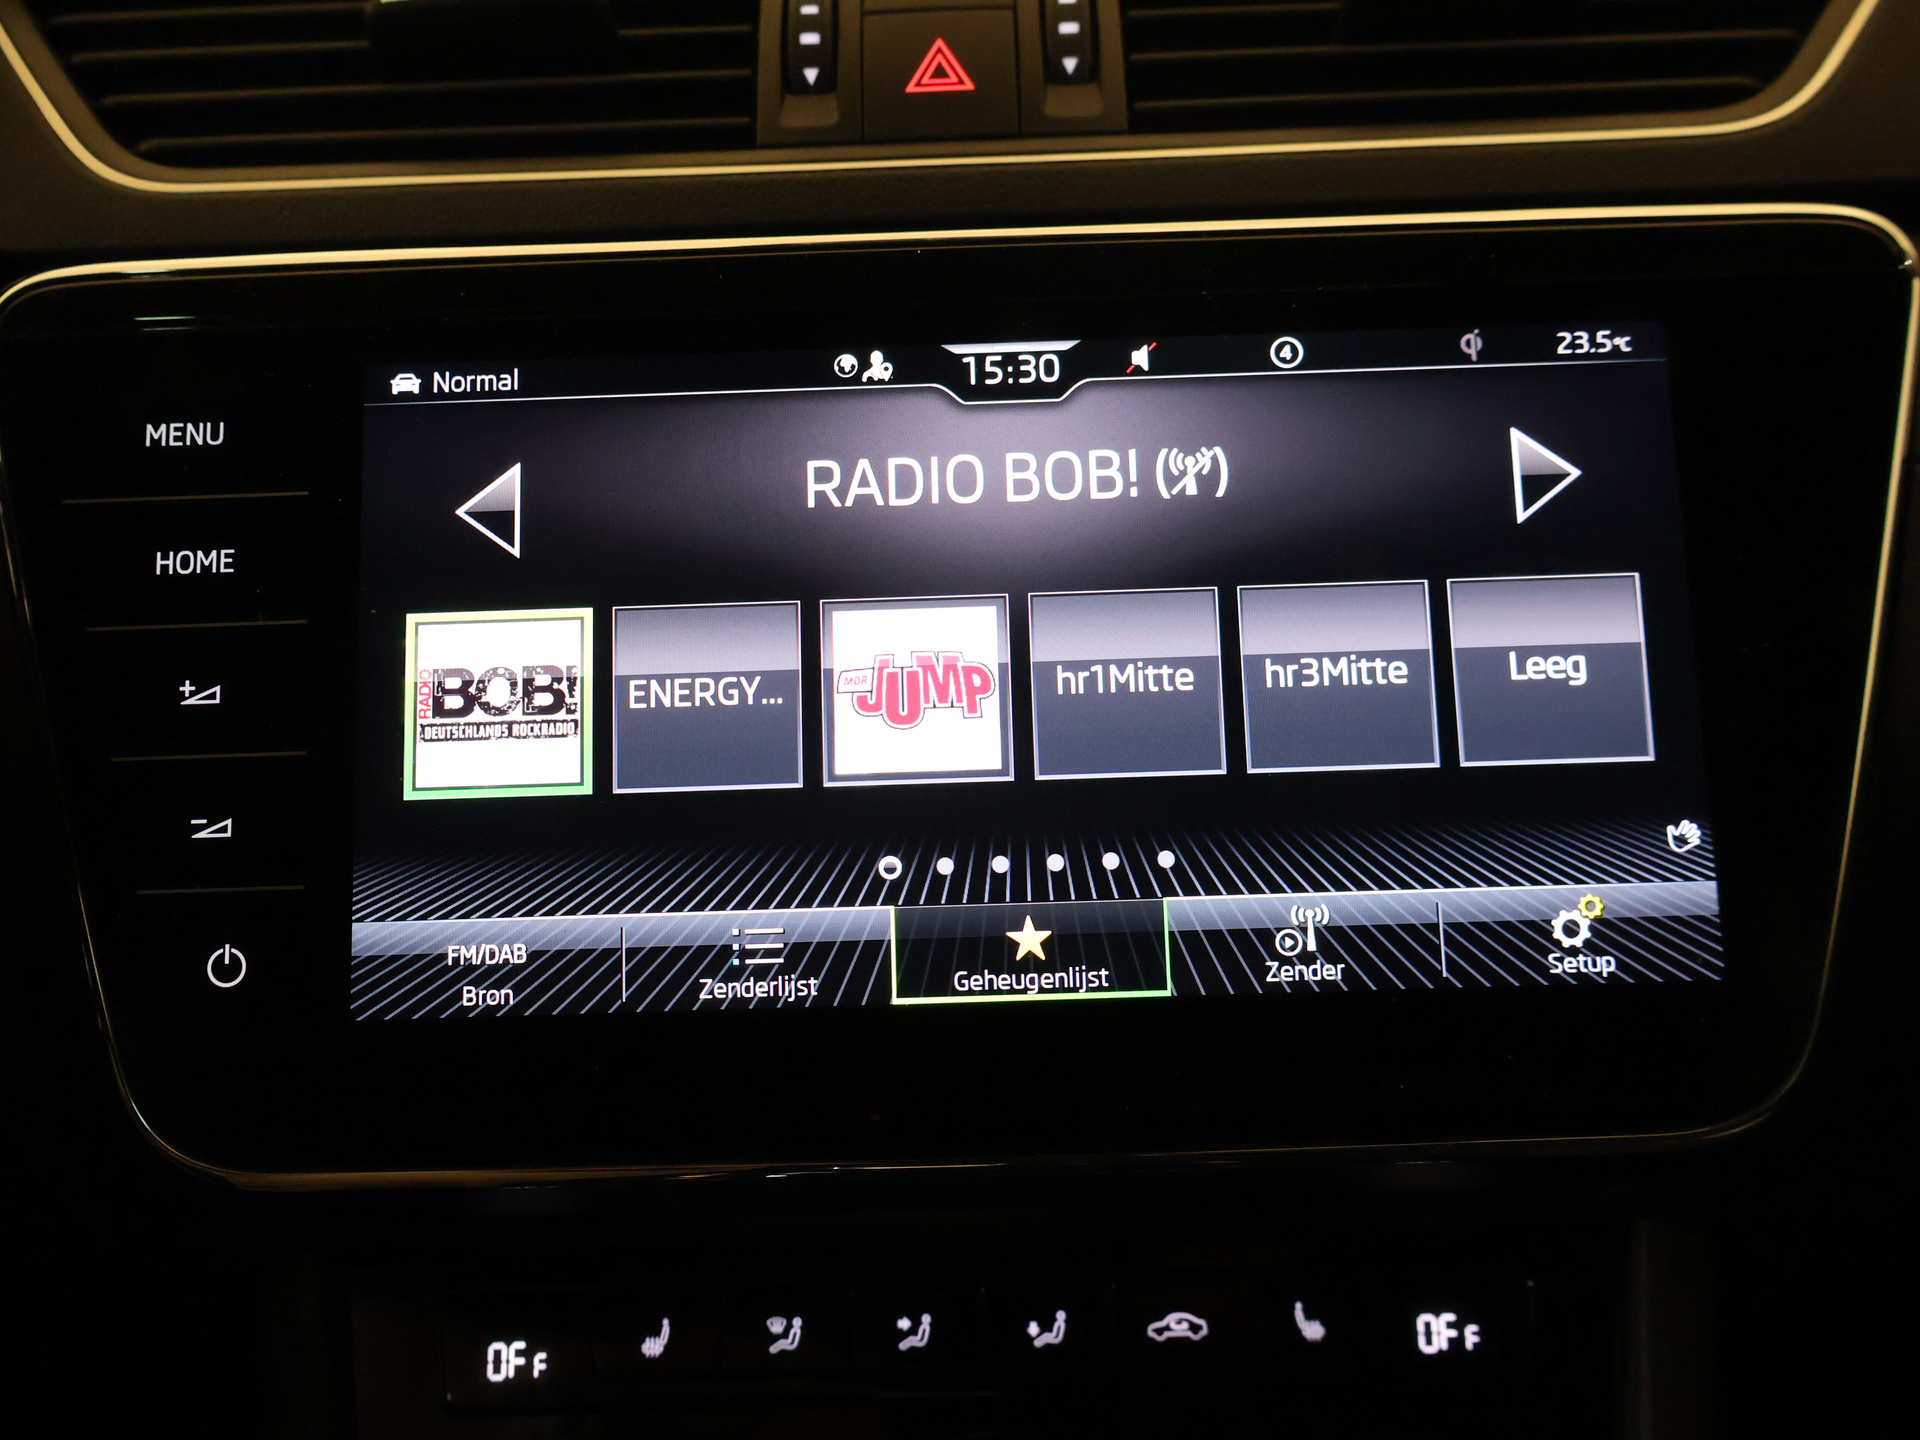 Normal
15:30
4
23.5°C
MENU
HOME
RADIO BOB!
RADIO
BOB!
DEUTSCHLANDS ROCKRADIO
ENERGY...
MDR
JUMP
hr1Mitte
hr3Mitte
Leeg
FM/DAB
Bron
Zenderlijst
Geheugenlijst
Zender
Setup
OFF
OFF